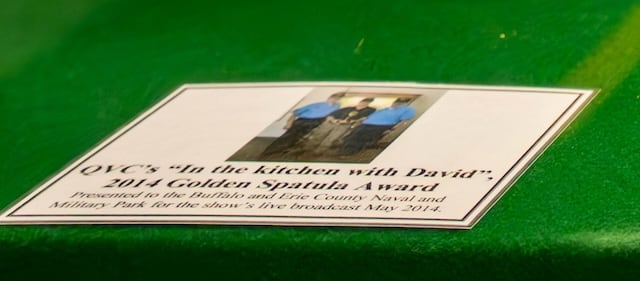 QVC's "In the kitchen with David",
2014 Golden Spatula Award
Presented to the Buffalo and Erie County Naval and
Military Park for the show's live broadcast May 2014.